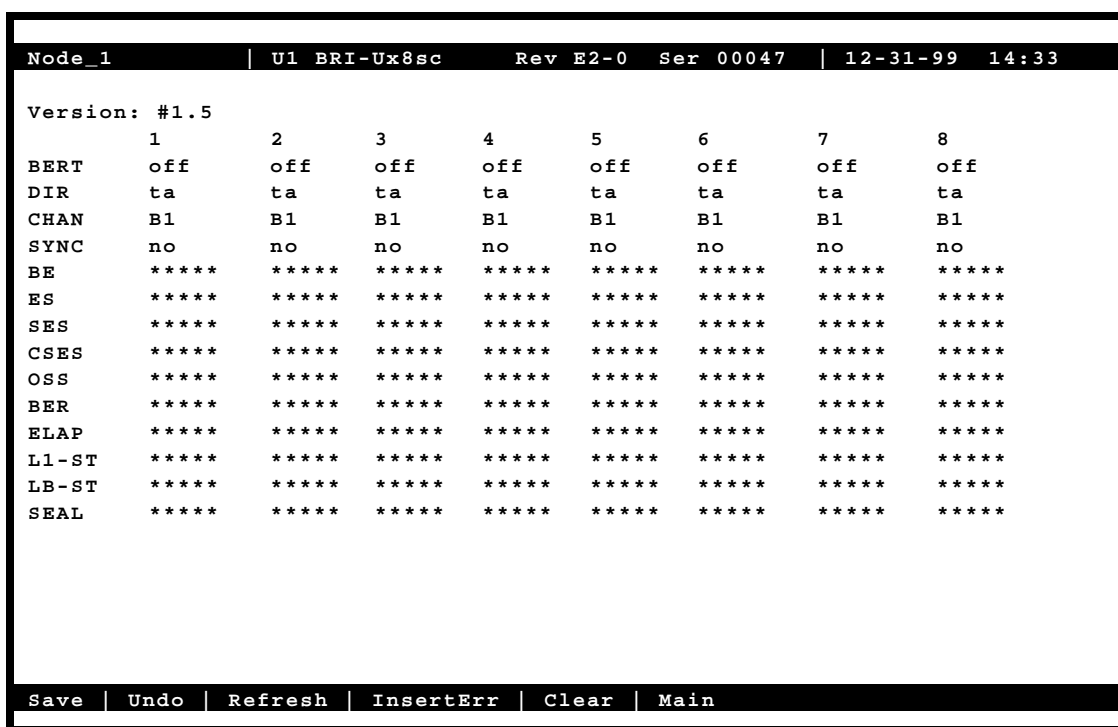 Node_1 | U1 BRI-Ux8sc Rev E2-0 Ser 00047 | 12-31-99 14:33
Version: #1.5
1 2 3 4 5 6 7 8
BERT off off off off off off off off
DIR ta ta ta ta ta ta ta ta
CHAN B1 B1 B1 B1 B1 B1 B1 B1
SYNC no no no no no no no no
BE ***** ***** ***** ***** ***** ***** ***** *****
ES ***** ***** ***** ***** ***** ***** ***** *****
SES ***** ***** ***** ***** ***** ***** ***** *****
CSES ***** ***** ***** ***** ***** ***** ***** *****
OSS ***** ***** ***** ***** ***** ***** ***** *****
BER ***** ***** ***** ***** ***** ***** ***** *****
ELAP ***** ***** ***** ***** ***** ***** ***** *****
L1-ST ***** ***** ***** ***** ***** ***** ***** *****
LB-ST ***** ***** ***** ***** ***** ***** ***** *****
SEAL ***** ***** ***** ***** ***** ***** ***** *****
Save | Undo | Refresh | InsertErr | Clear | Main